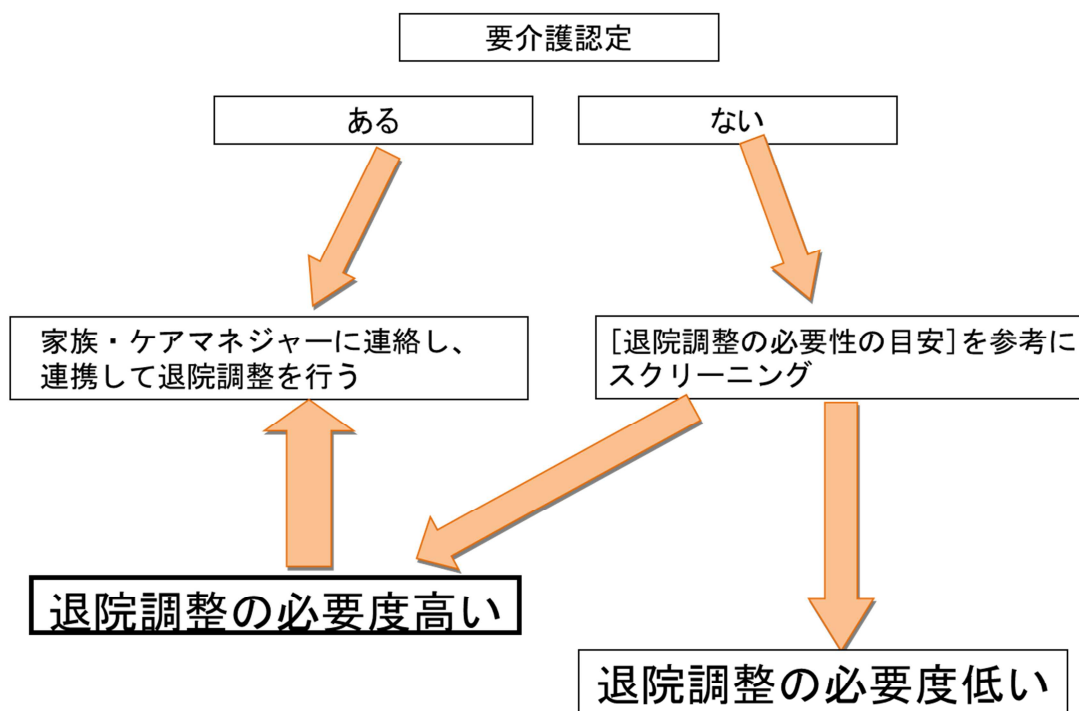 要介護認定
ある
ない
家族・ケアマネジャーに連絡し、
連携して退院調整を行う
[退院調整の必要性の目安]を参考に
スクリーニング
退院調整の必要度高い
退院調整の必要度低い